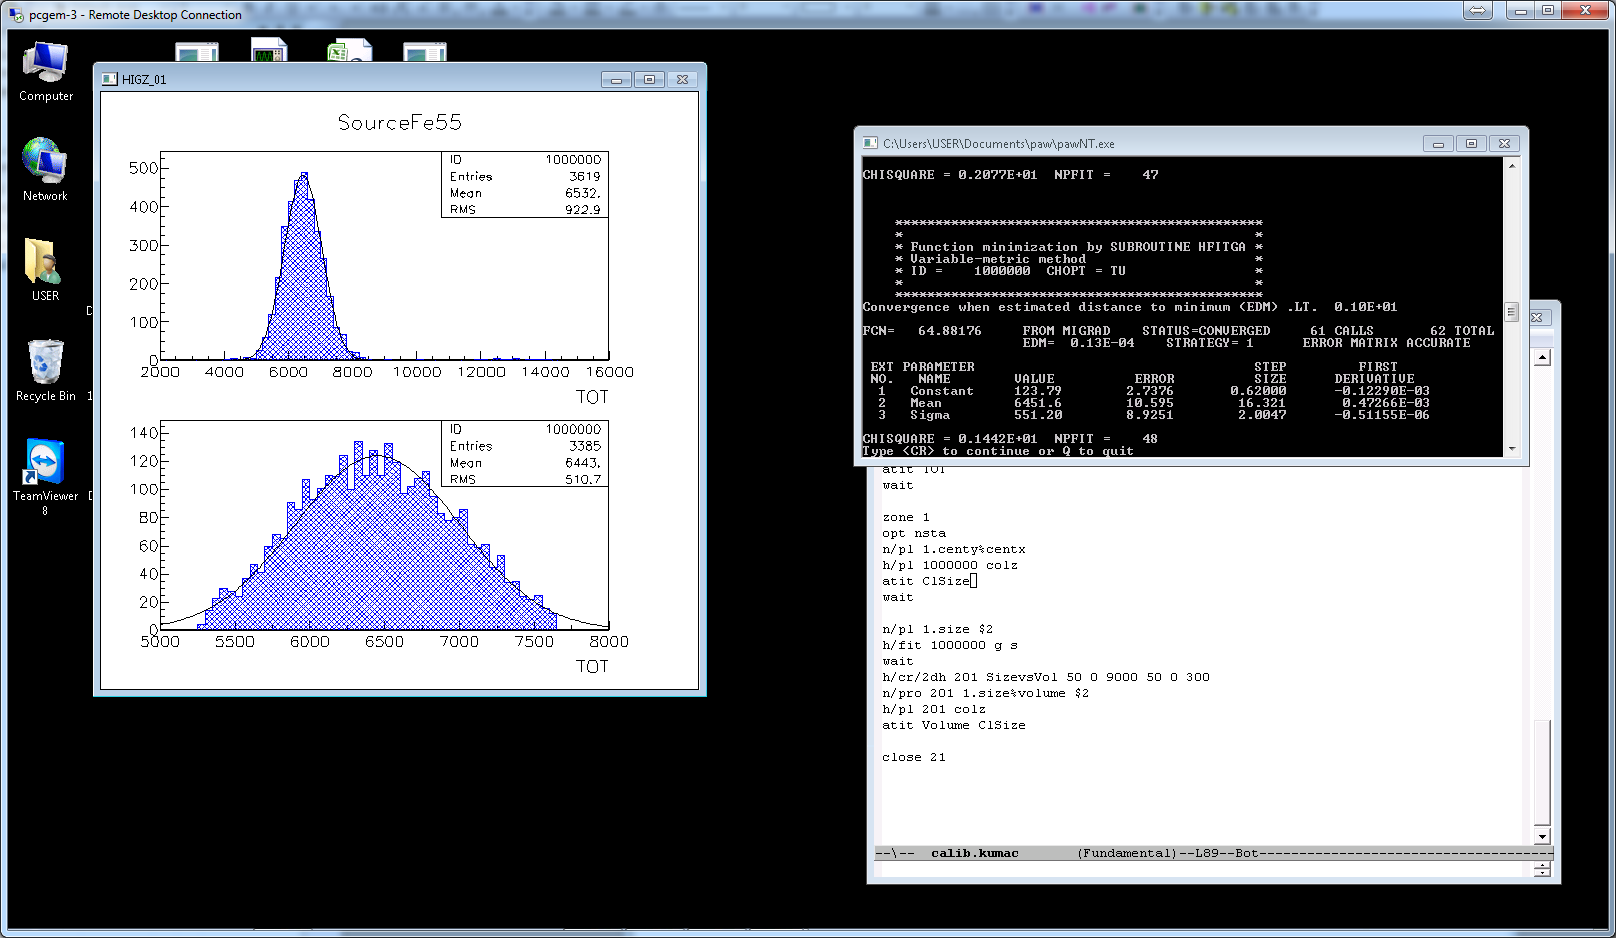 pcgem-3 - Remote Desktop Connection
Computer
Network
USER
Recycle Bin
TeamViewer
8
D
1
D
HIGZ_01
SourceFe55
ID 1000000
Entries 3619
Mean 6532.
RMS 922.9
500
400
300
200
100
0
2000 4000 6000 8000 10000 12000 14000 16000
TOT
ID 1000000
Entries 3385
Mean 6443.
RMS 510.7
140
120
100
80
60
40
20
0
5000 5500 6000 6500 7000 7500 8000
TOT
C:\Users\USER\Documents\paw\pawNT.exe
CHISQUARE = 0.2077E+01  NPFIT =    47
**********************************************
*                                            *
* Function minimization by SUBROUTINE HFITGA *
* Variable-metric method                     *
* ID =    1000000  CHOPT = TU                *
*                                            *
**********************************************
Convergence when estimated distance to minimum (EDM) .LT.  0.10E+01
FCN=   64.88176     FROM MIGRAD    STATUS=CONVERGED     61 CALLS       62 TOTAL
EDM=  0.13E-04    STRATEGY= 1      ERROR MATRIX ACCURATE
EXT PARAMETER                                   STEP         FIRST
NO.   NAME        VALUE          ERROR          SIZE      DERIVATIVE
1   Constant     123.79        2.7376       0.62000      -0.12290E-03
2   Mean         6451.6        10.595        16.321       0.47266E-03
3   Sigma        551.20        8.9251        2.0047      -0.51155E-06
CHISQUARE = 0.1442E+01  NPFIT =    48
Type <CR> to continue or Q to quit
atit TOT
wait
zone 1
opt nsta
n/pl 1.centy%centx
h/pl 1000000 colz
atit ClSize
wait
n/pl 1.size $2
h/fit 1000000 g s
wait
h/cr/2dh 201 SizevsVol 50 0 9000 50 0 300
n/pro 201 1.size%volume $2
h/pl 201 colz
atit Volume ClSize
close 21
--\--  calib.kumac       (Fundamental)--L89--Bot-------------------------------------